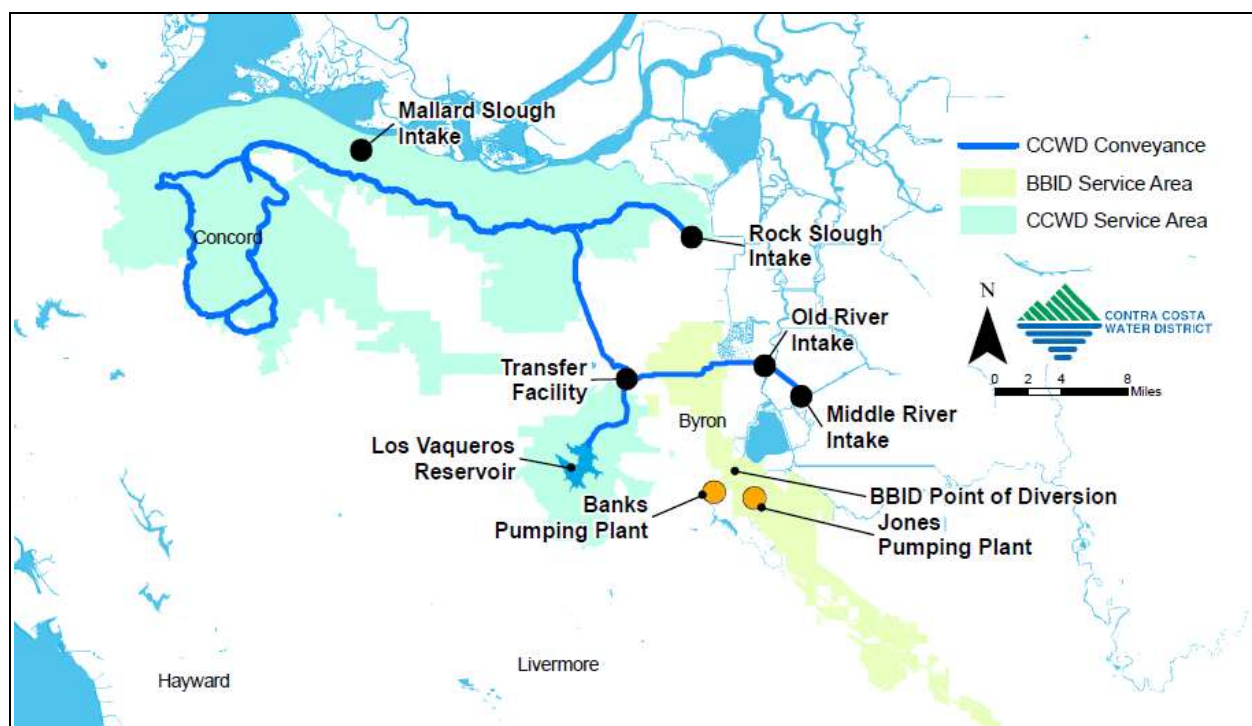 Mallard Slough
Intake
CCWD Conveyance
BBID Service Area
CCWD Service Area
Concord
Rock Slough
Intake
N
CONTRA COSTA
WATER DISTRICT
Old River
Intake
0 2 4 8
Miles
Transfer
Facility
Middle River
Intake
Byron
Los Vaqueros
Reservoir
BBID Point of Diversion
Banks
Pumping Plant
Jones
Pumping Plant
Livermore
Hayward